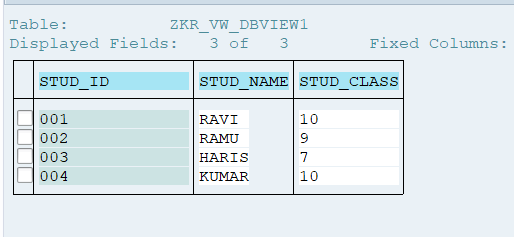 Table: ZKR_VW_DBVIEW1
Displayed Fields: 3 of 3 Fixed Columns:
STUD_ID STUD_NAME STUD_CLASS
001 RAVI 10
002 RAMU 9
003 HARIS 7
004 KUMAR 10